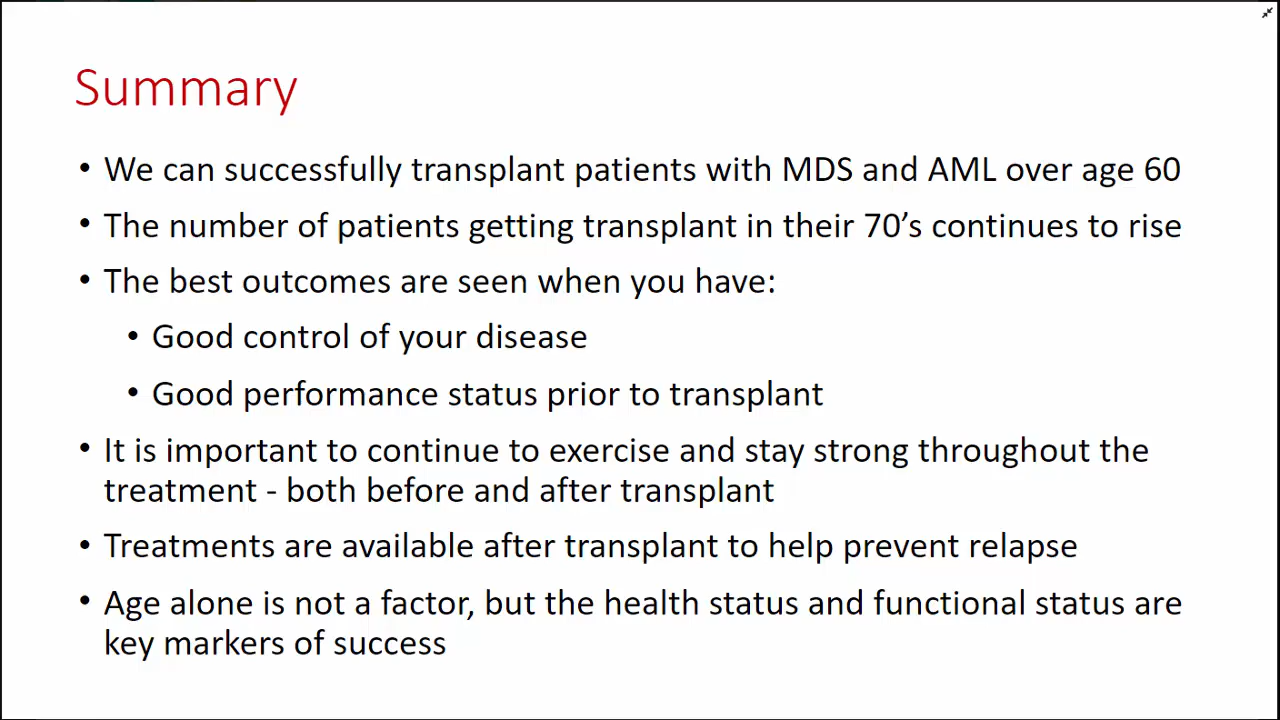 Summary
• We can successfully transplant patients with MDS and AML over age 60
• The number of patients getting transplant in their 70's continues to rise
• The best outcomes are seen when you have:
• Good control of your disease
• Good performance status prior to transplant
• It is important to continue to exercise and stay strong throughout the
treatment - both before and after transplant
• Treatments are available after transplant to help prevent relapse
• Age alone is not a factor, but the health status and functional status are
key markers of success